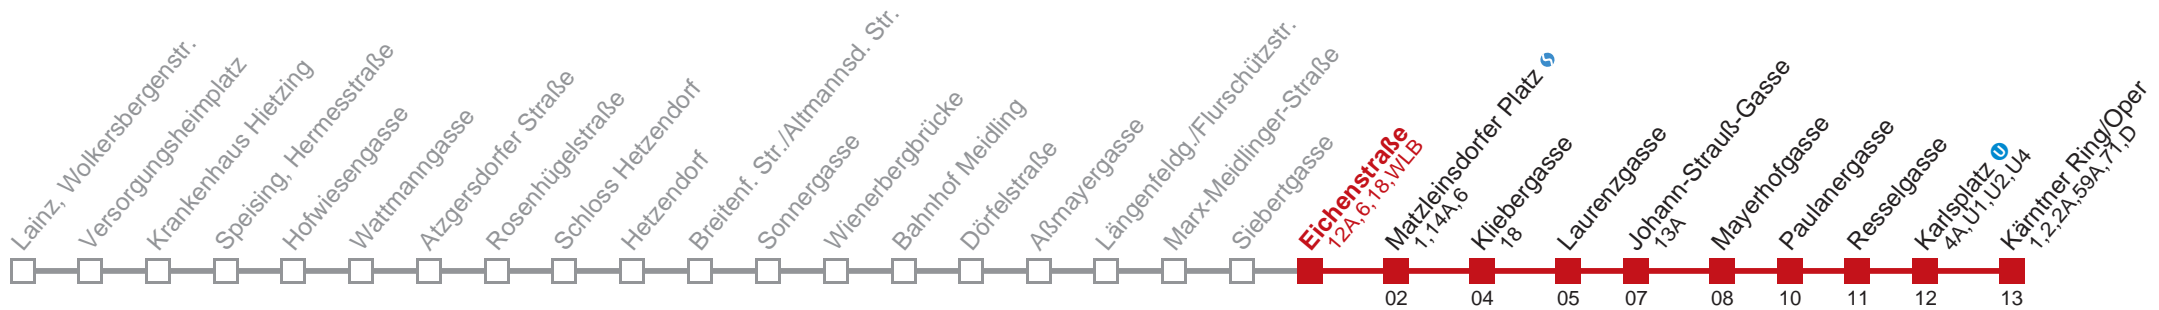 Lainz, Wolkersbergenstr.
Versorgungsheimplatz
Krankenhaus Hietzing
Speising, Hermesstraße
Hofwiesengasse
Wattmanngasse
Atzgersdorfer Straße
Rosenhügelstraße
Schloss Hetzendorf
Hetzendorf
Breitenf. Str./Altmannsd. Str.
Sonnergasse
Wienerbergbrücke
Bahnhof Meidling
Dörfelstraße
Aßmayergasse
Längenfeldg./Flurschützstr.
Marx-Meidlinger-Straße
Siebertgasse
Eichenstraße
12A,6,18,WLB
Matzleinsdorfer Platz
1,14A,6
Kliebergasse
18
Laurenzgasse
Johann-Strauß-Gasse
13A
Mayerhofgasse
Paulanergasse
Resselgasse
Karlsplatz U
4A,U1,U2,U4
Kärntner Ring/Oper
1,2,2A,59A,71,D
02 04 05 07 08 10 11 12 13